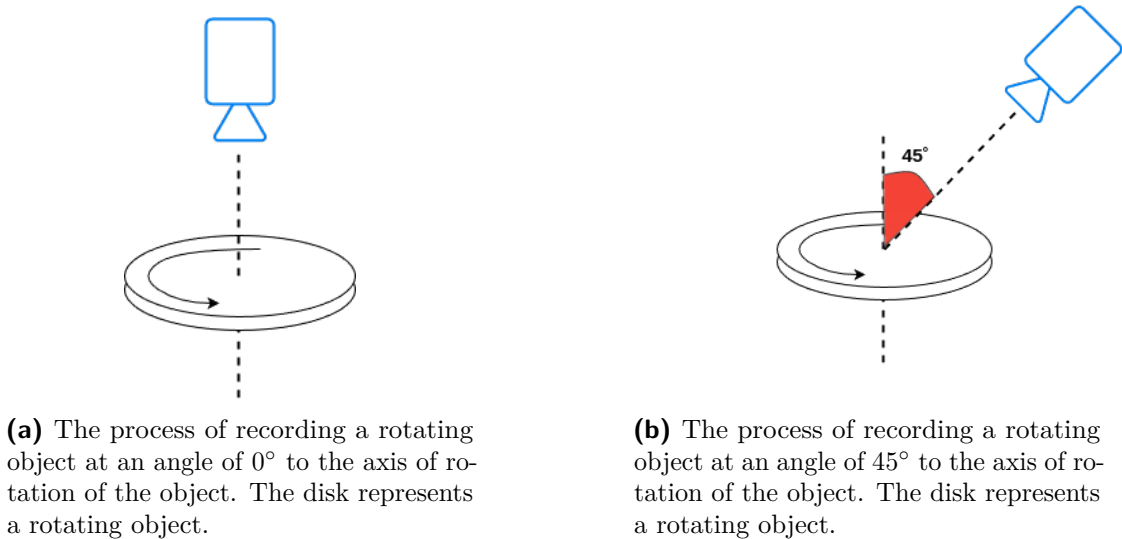 45°
(a) The process of recording a rotating
object at an angle of 0° to the axis of ro-
tation of the object. The disk represents
a rotating object.
(b) The process of recording a rotating
object at an angle of 45° to the axis of ro-
tation of the object. The disk represents
a rotating object.